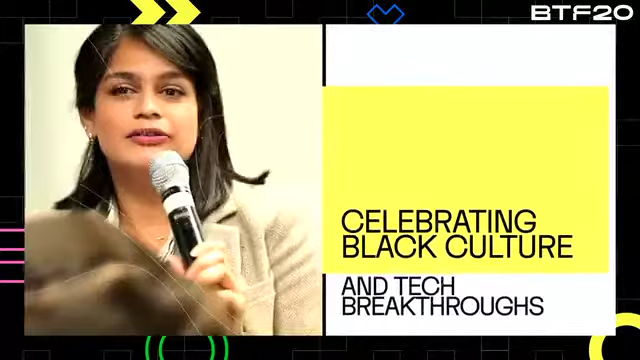 BTF20
CELEBRATING
BLACK CULTURE
AND TECH
BREAKTHROUGHS